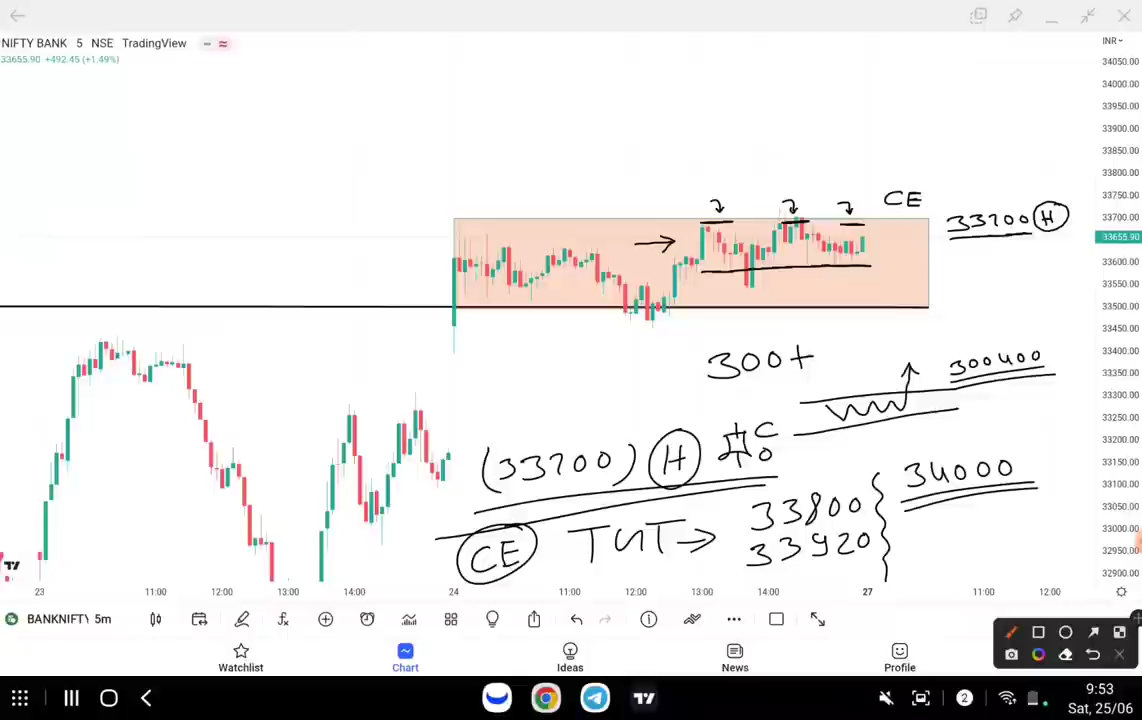 NIFTY BANK 5 NSE TradingView
33655.90 +492.45 (+1.49%)
INR
34050.00
34000.00
33950.00
33900.00
33850.00
33800.00
33750.00
33700.00
33655.90
33600.00
33550.00
33500.00
33450.00
33400.00
33350.00
33300.00
33250.00
33200.00
33150.00
33100.00
33050.00
33000.00
32950.00
32900.00
CE
33700 H
300+
300400
(33700) H
C
34000
33800
CE
33920
23 11:00 12:00 13:00 14:00 24 11:00 12:00 13:00 14:00 27 11:00 12:00
BANKNIFTY 5m
Watchlist
Chart
Ideas
News
Profile
2
9:53
Sat, 25/06